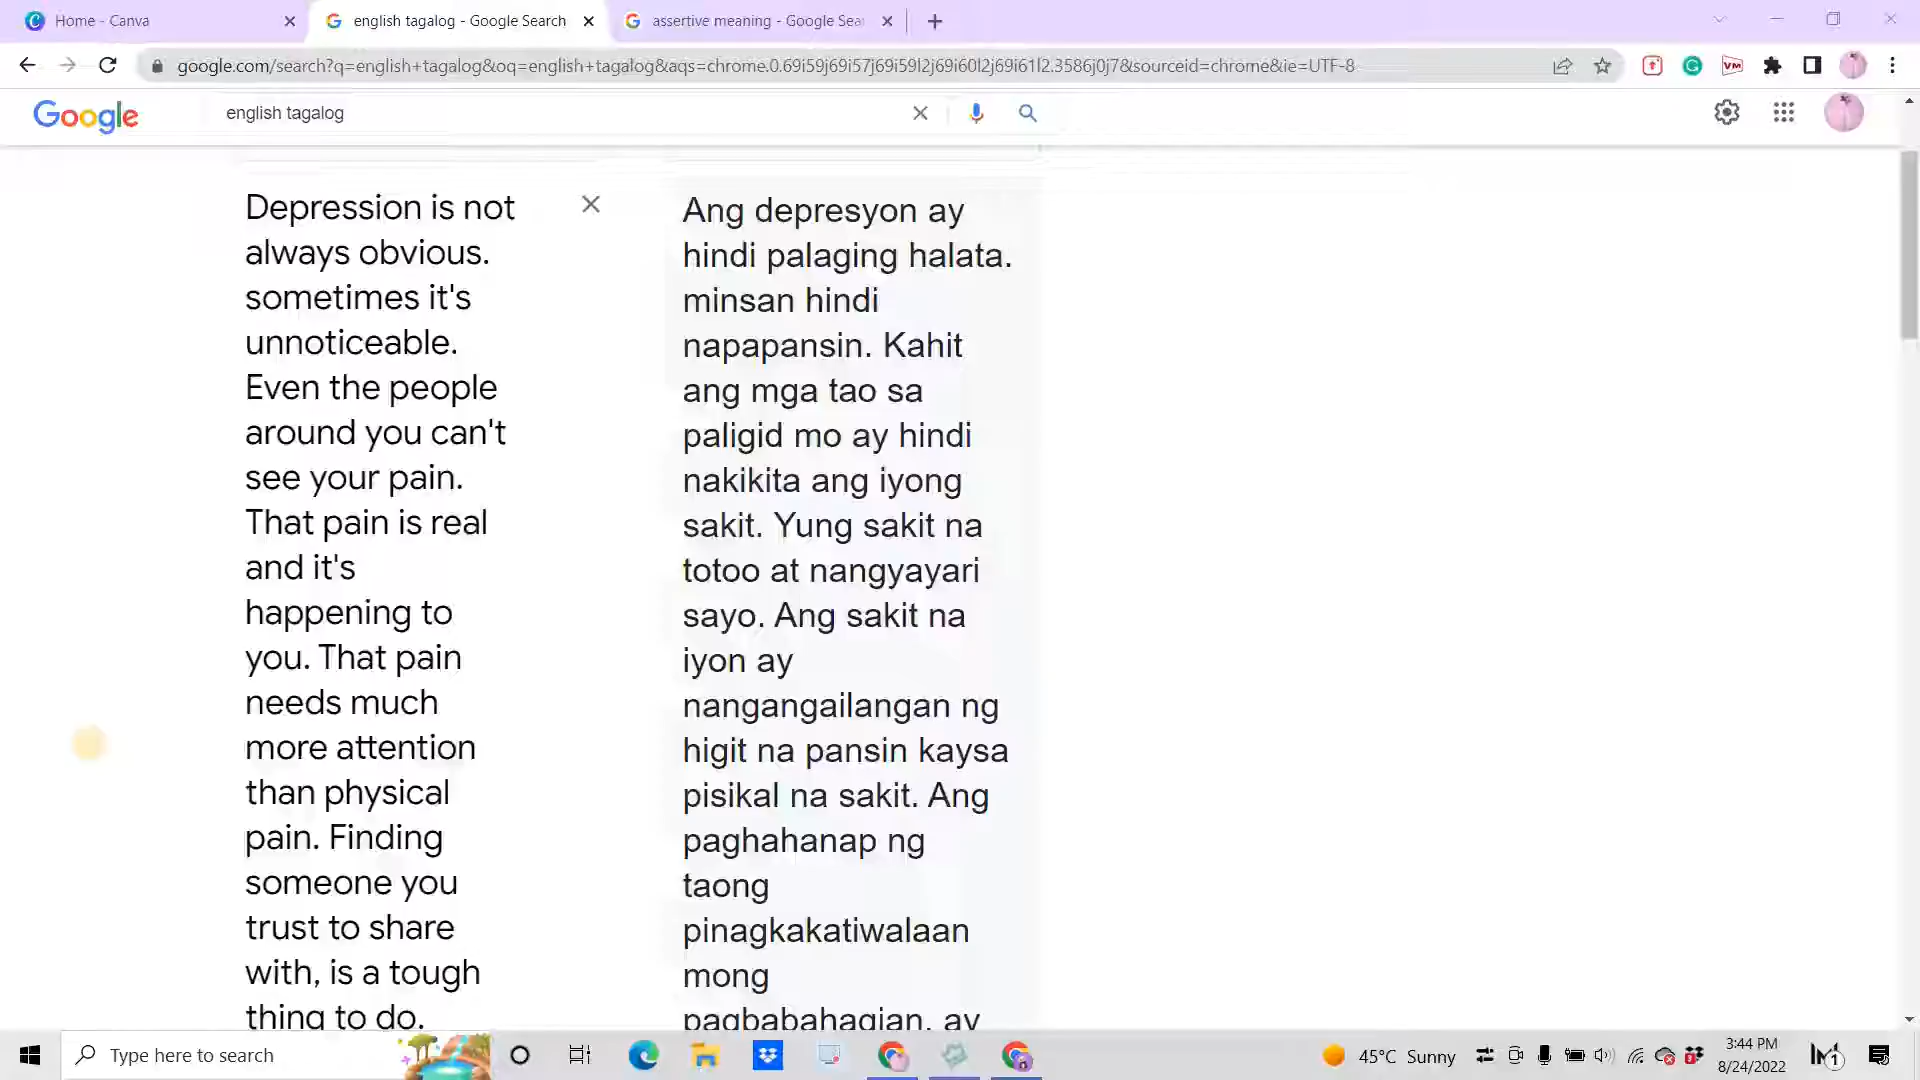 Home - Canva
english tagalog - Google Search
assertive meaning - Google Sea
google.com/search?q=english+tagalog&oq=english+tagalog&aqs=chrome.0.69i59j69i57j69i59l2j69i60l2j69i61l2.3586j0j7&sourceid=chrome&ie=UTF-8
VM
Google
english tagalog
Depression is not
always obvious.
sometimes it's
unnoticeable.
Even the people
around you can't
see your pain.
That pain is real
and it's
happening to
you. That pain
needs much
more attention
than physical
pain. Finding
someone you
trust to share
with, is a tough
thing to do.
Ang depresyon ay
hindi palaging halata.
minsan hindi
napapansin. Kahit
ang mga tao sa
paligid mo ay hindi
nakikita ang iyong
sakit. Yung sakit na
totoo at nangyayari
sayo. Ang sakit na
iyon ay
nangangailangan ng
higit na pansin kaysa
pisikal na sakit. Ang
paghahanap ng
taong
pinagkakatiwalaan
mong
pagbabahagian, ay
Type here to search
45°C Sunny
3:44 PM
8/24/2022
1